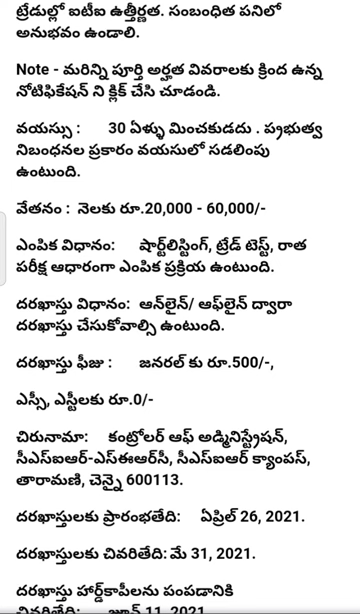 ట్రేడుల్లో ఐటీఐ ఉత్తీర్ణత. సంబంధిత పనిలో
అనుభవం ఉండాలి.
Note - మరిన్ని పూర్తి అర్హత వివరాలకు క్రింద ఉన్న
నోటిఫికేషన్ ని క్లిక్ చేసి చూడండి.
వయస్సు : 30 ఏళ్ళు మించకుడదు . ప్రభుత్వ
నిబంధనల ప్రకారం వయసులో సడలింపు
ఉంటుంది.
వేతనం : నెలకు రూ.20,000 - 60,000/-
ఎంపిక విధానం: షార్ట్‌లిస్టింగ్, ట్రేడ్ టెస్ట్, రాత
పరీక్ష ఆధారంగా ఎంపిక ప్రక్రియ ఉంటుంది.
దరఖాస్తు విధానం: ఆన్‌లైన్/ ఆఫ్‌లైన్ ద్వారా
దరఖాస్తు చేసుకోవాల్సి ఉంటుంది.
దరఖాస్తు ఫీజు : జనరల్ కు రూ.500/-,
ఎస్సీ, ఎస్టీలకు రూ.0/-
చిరునామా: కంట్రోలర్ ఆఫ్ అడ్మినిస్ట్రేషన్,
సీఎస్ఐఆర్-ఎస్ఈఆర్‌సీ, సీఎస్ఐఆర్ క్యాంపస్,
తారామణి, చెన్నై 600113.
దరఖాస్తులకు ప్రారంభతేది: ఏప్రిల్ 26, 2021.
దరఖాస్తులకు చివరితేది: మే 31, 2021.
దరఖాస్తు హార్డ్‌కాపీలను పంపడానికి
చివరితేది: జూన్ 11, 2021